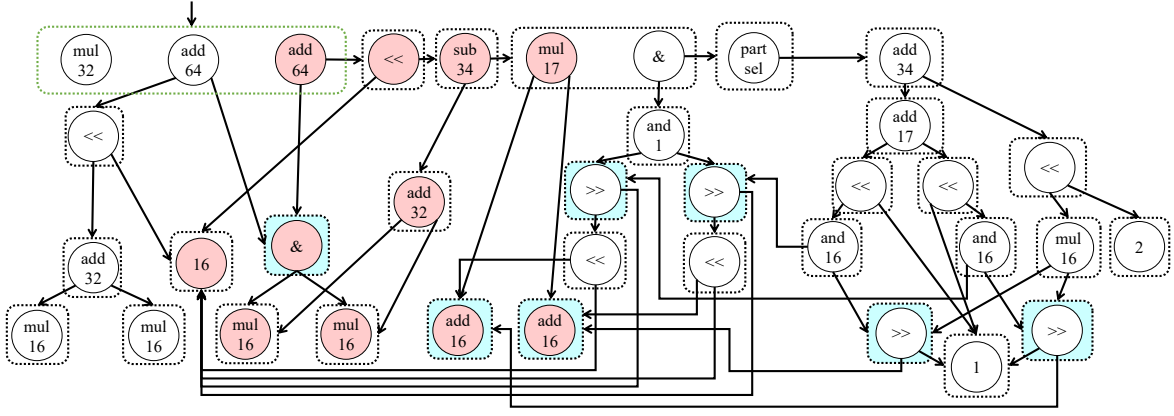 mul
32
add
64
add
64
<<
sub
34
mul
17
&
part
sel
add
34
<<
and
1
add
17
<<
>>
>>
<<
<<
add
32
and
16
and
16
mul
16
2
add
32
16
&
<<
<<
mul
16
mul
16
mul
16
mul
16
add
16
add
16
>>
1
>>